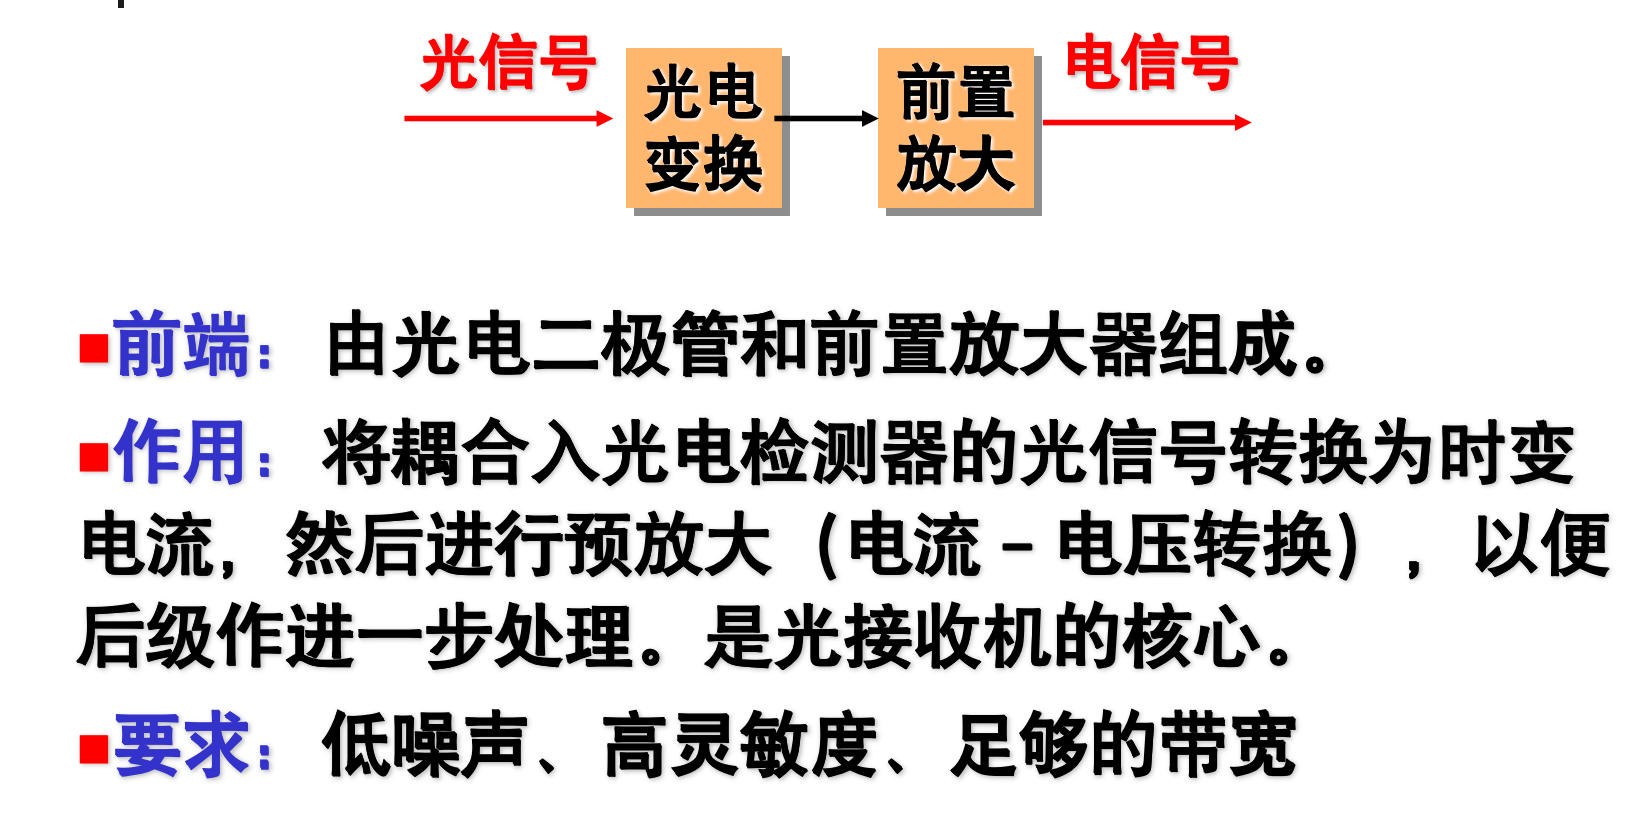 光信号
光电
变换
前置
放大
电信号
■前端： 由光电二极管和前置放大器组成。
■作用： 将耦合入光电检测器的光信号转换为时变
电流，然后进行预放大（电流－电压转换），以便
后级作进一步处理。是光接收机的核心。
■要求： 低噪声、高灵敏度、足够的带宽